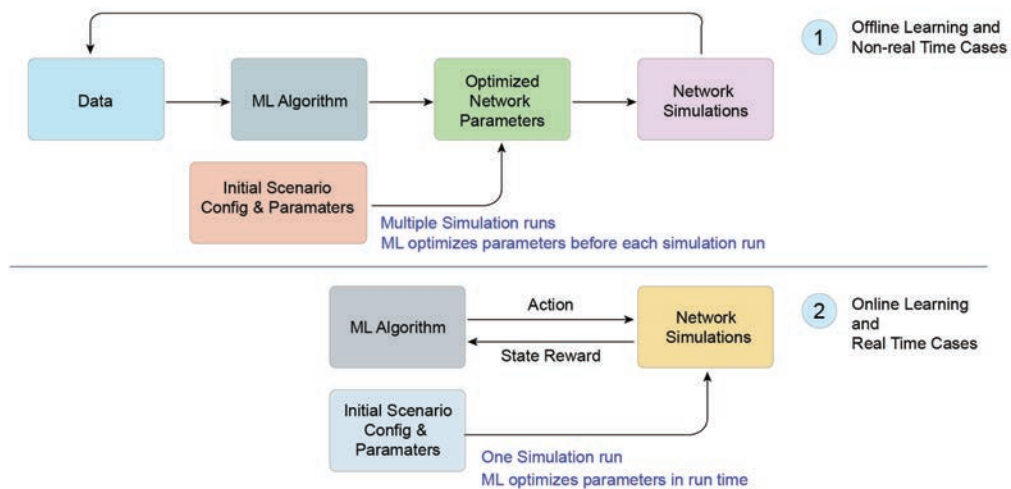 1
Offline Learning and
Non-real Time Cases
Data
ML Algorithm
Optimized
Network
Parameters
Network
Simulations
Initial Scenario
Config & Paramaters
Multiple Simulation runs
ML optimizes parameters before each simulation run
2
Online Learning
and
Real Time Cases
ML Algorithm
Action
State Reward
Network
Simulations
Initial Scenario
Config &
Paramaters
One Simulation run
ML optimizes parameters in run time